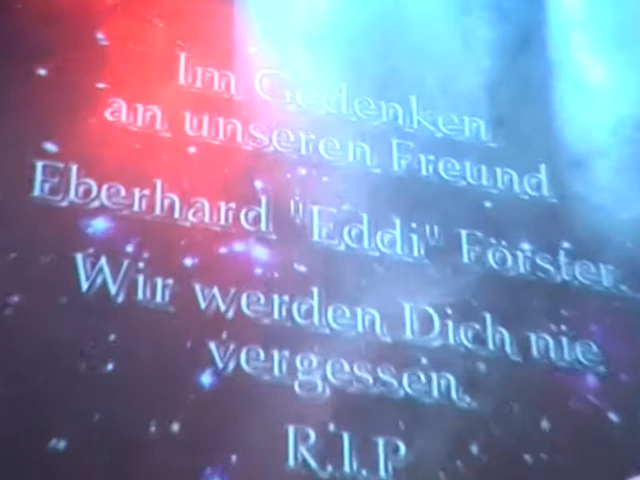 Im Gedenken
an unseren Freund
Eberhard "Eddi" Förster.
Wir werden Dich nie
vergessen.
R.I.P